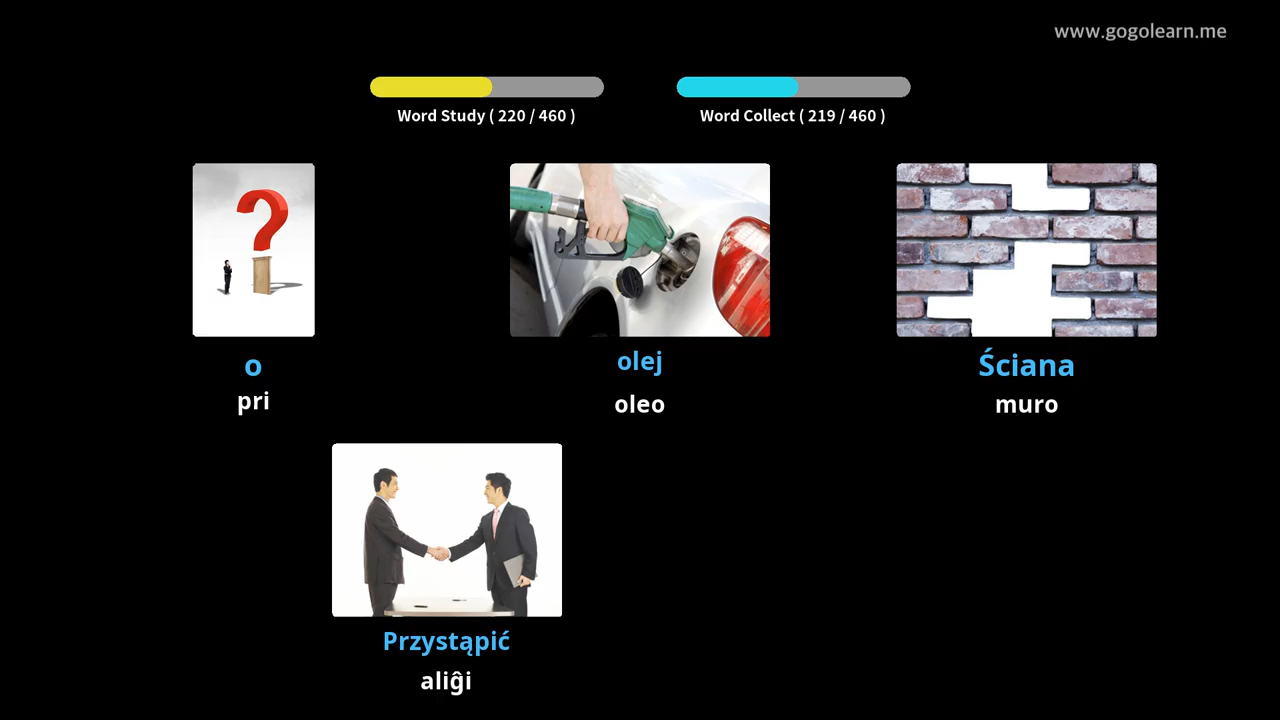 www.gogolearn.me
Word Study ( 220 / 460 )
Word Collect ( 219 / 460 )
o
pri
olej
oleo
Ściana
muro
Przystąpić
aliĝi